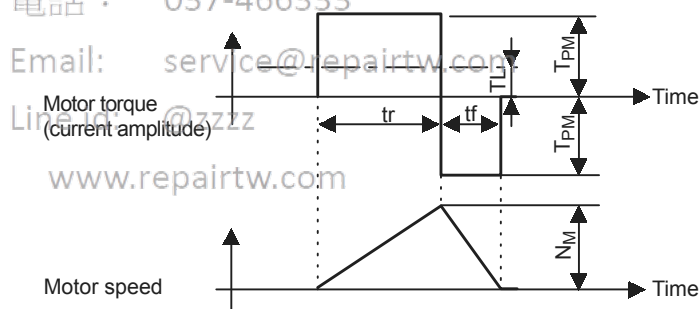 電話： 037-466333
Email: service@repairtw.com
Line id: @zzzz
www.repairtw.com
Motor torque
(current amplitude)
tr
tf
TL
TPM
TPM
Time
Motor speed
NM
Time